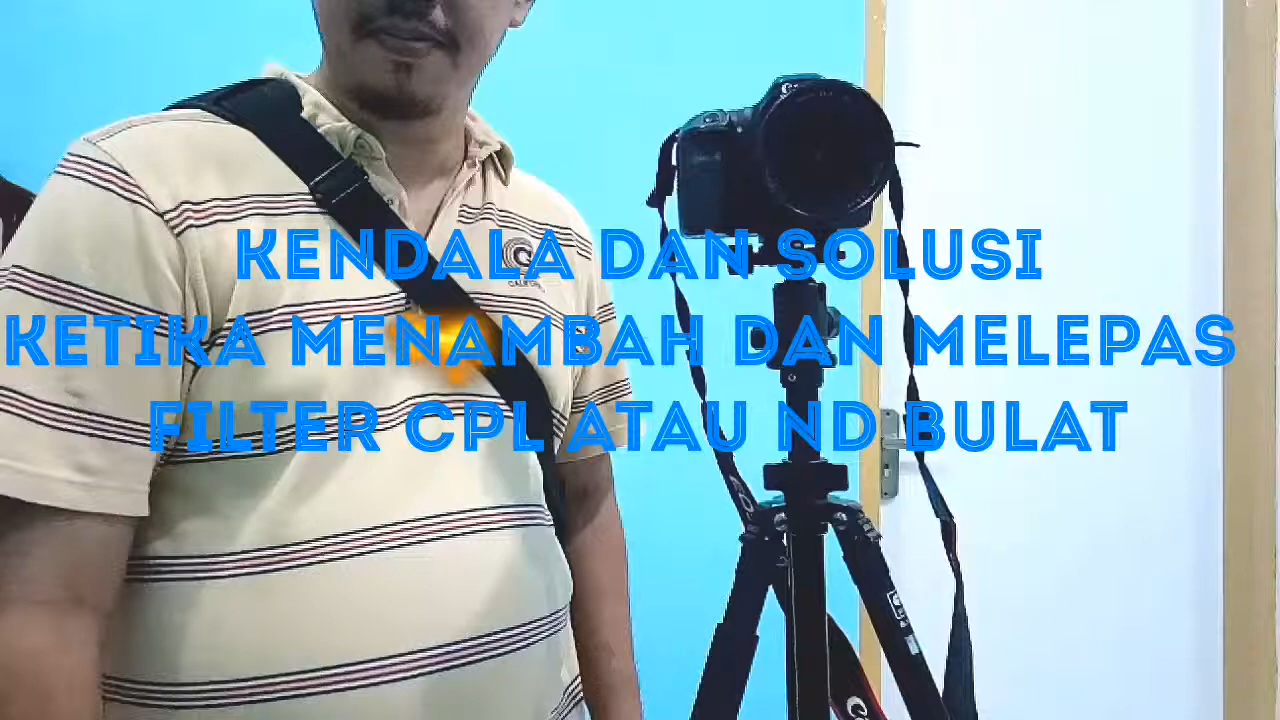 KENDALA DAN SOLUSI
KETIKA MENAMBAH DAN MELEPAS
FILTER CPL ATAU ND BULAT